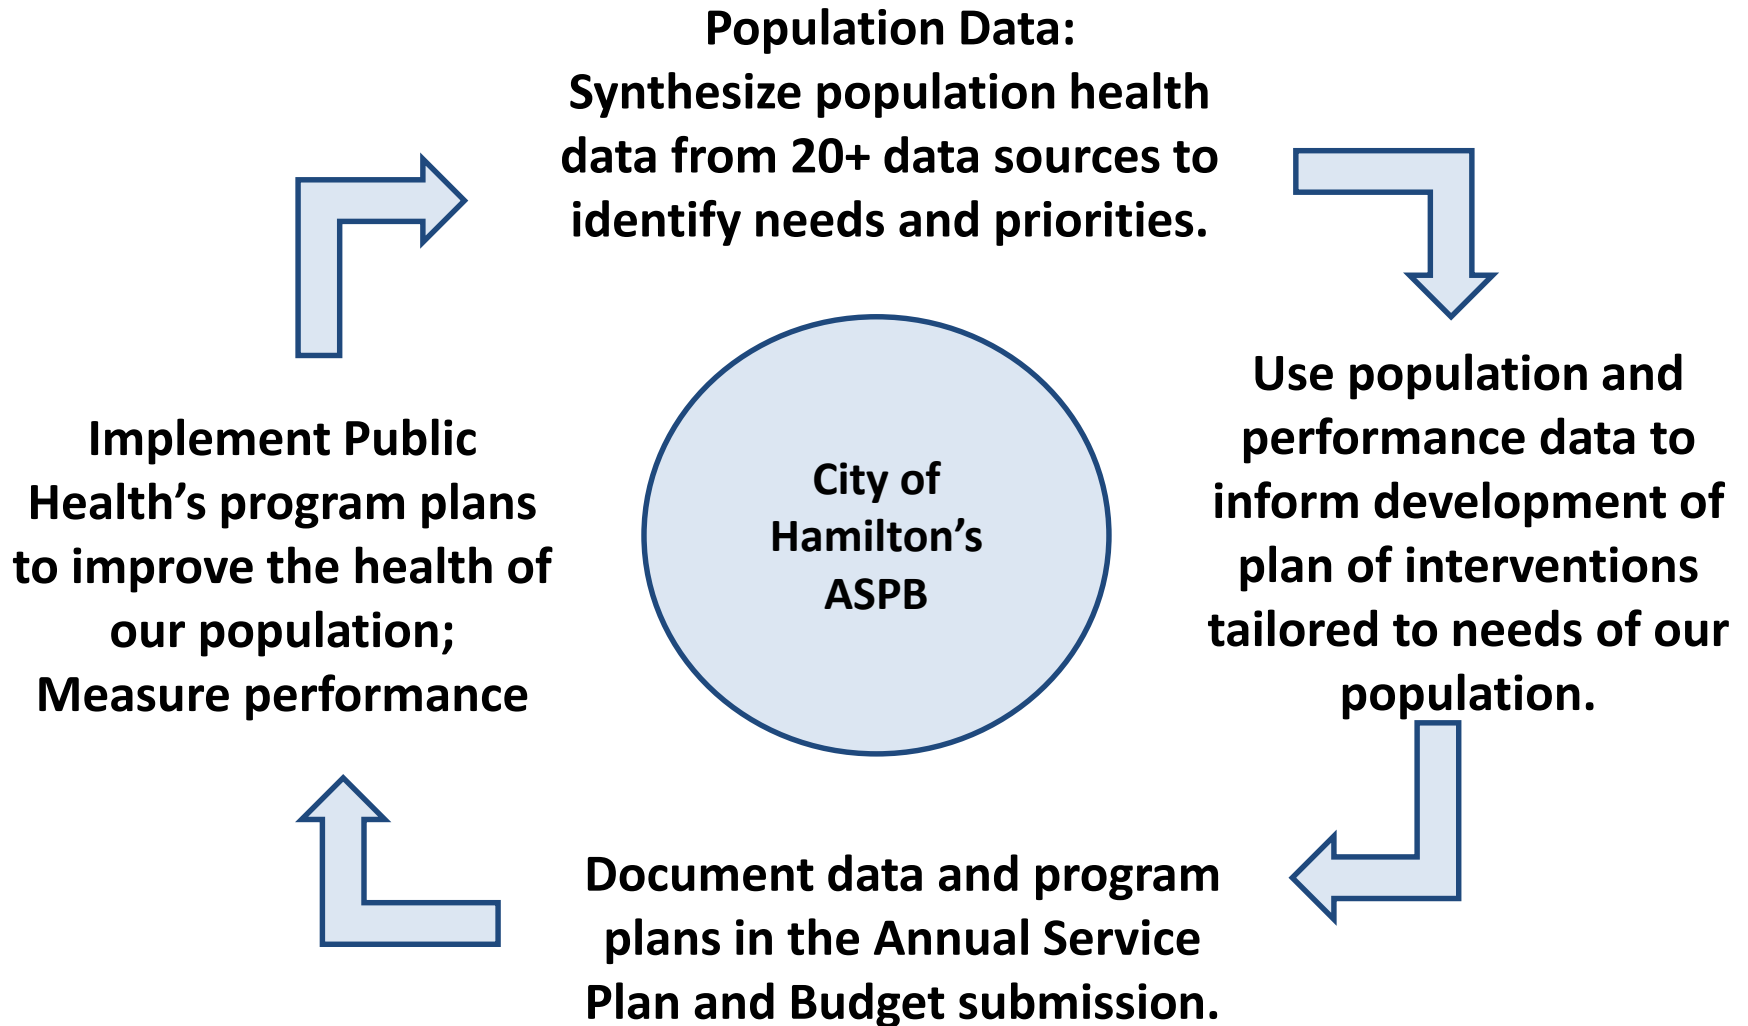 Population Data:
Synthesize population health
data from 20+ data sources to
identify needs and priorities.
Use population and
performance data to
inform development of
plan of interventions
tailored to needs of our
population.
Document data and program
plans in the Annual Service
Plan and Budget submission.
Implement Public
Health’s program plans
to improve the health of
our population;
Measure performance
City of
Hamilton’s
ASPB